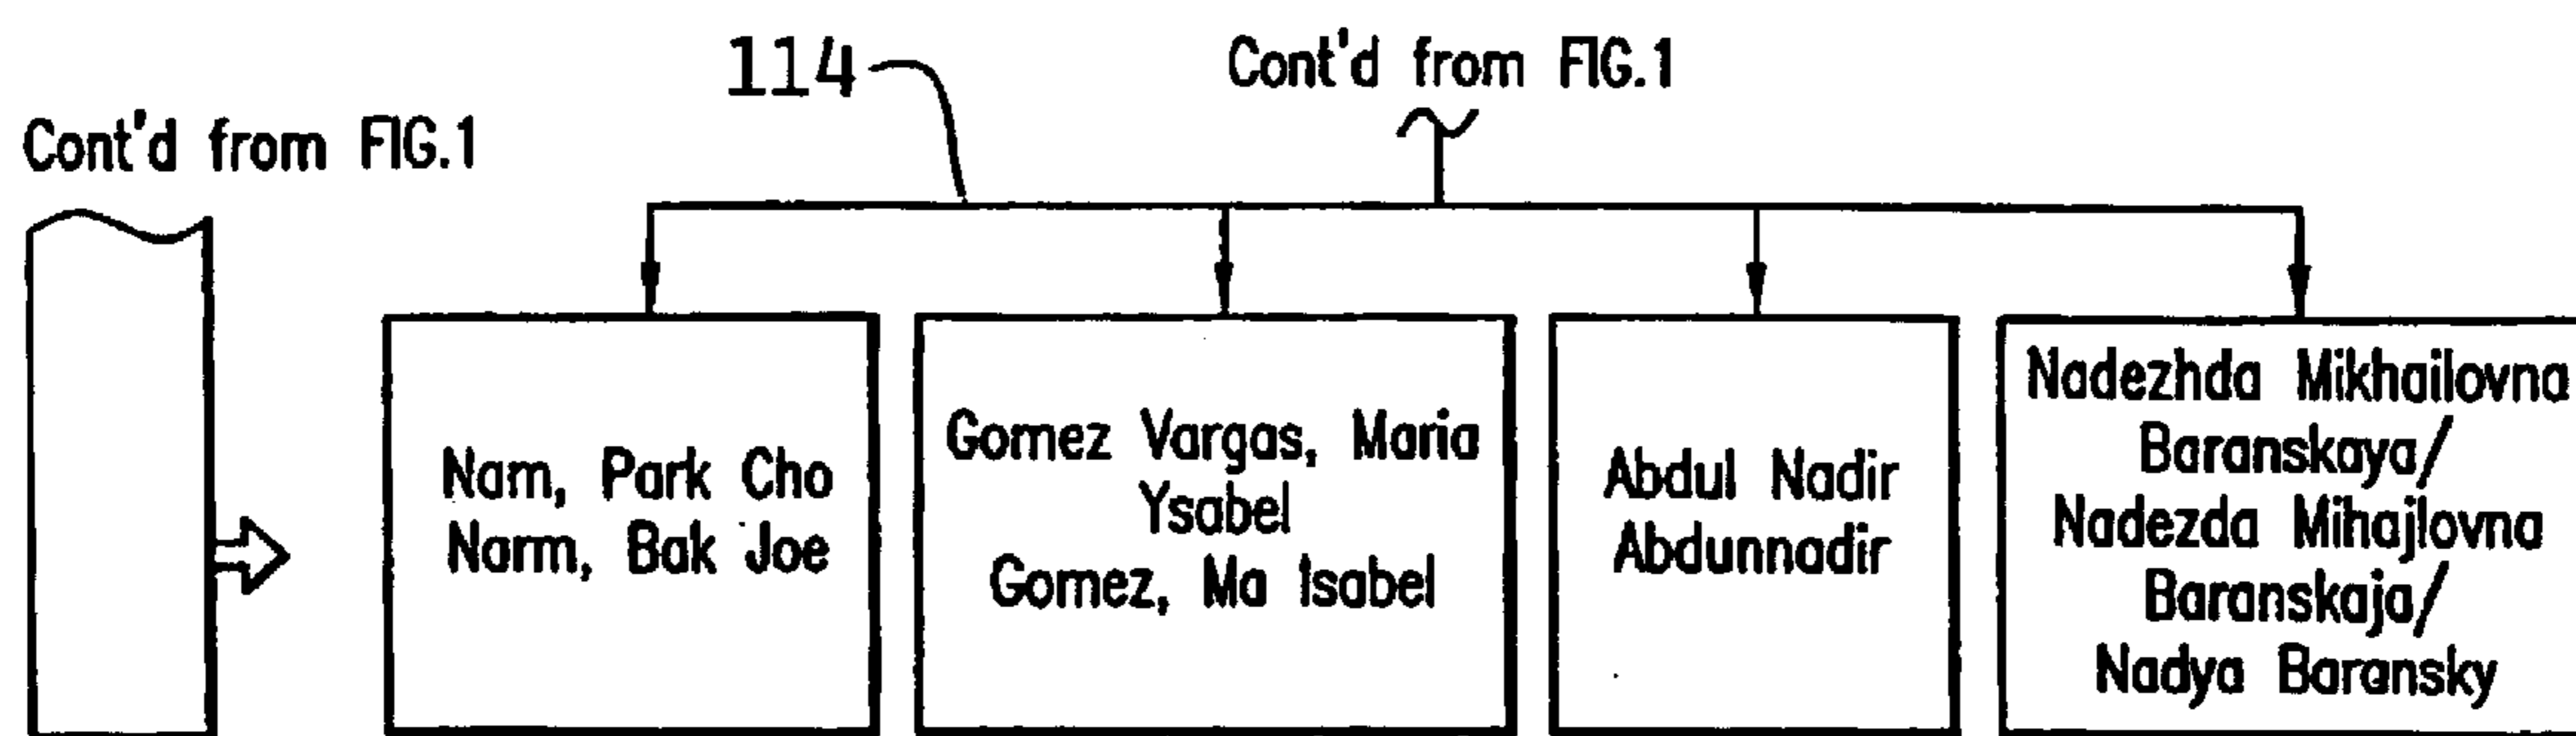 114
Cont'd from FIG.1
Cont'd from FIG.1
Nam, Park Cho
Narm, Bak Joe
Gomez Vargas, Maria
Ysabel
Gomez, Ma Isabel
Abdul Nadir
Abdunnadir
Nadezhda Mikhailovna
Baranskaya/
Nadezda Mihajlovna
Baranskaja/
Nadya Baransky